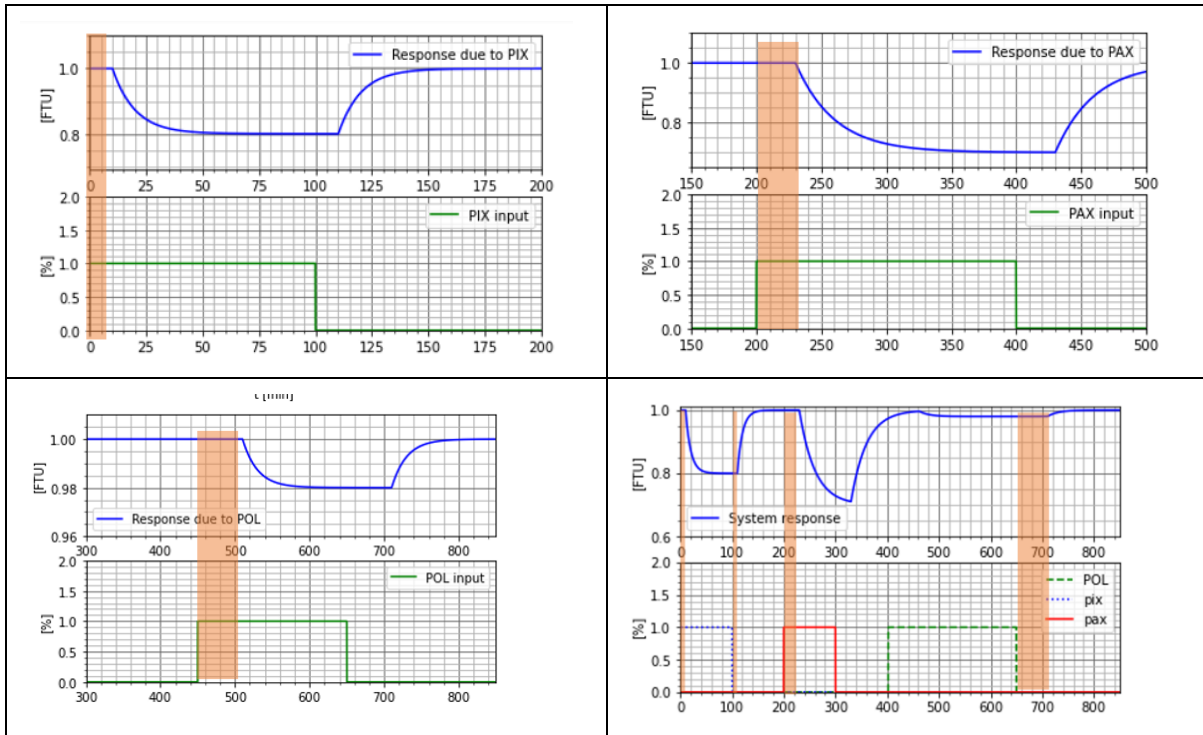 Response due to PIX
1.0
[FTU]
0.8
0 25 50 75 100 125 150 175 200
2.0
PIX input
1.5
[%]
1.0
0.5
0.0
0 25 50 75 100 125 150 175 200
Response due to PAX
1.0
[FTU]
0.8
150 200 250 300 350 400 450 500
2.0
PAX input
1.5
[%]
1.0
0.5
0.0
150 200 250 300 350 400 450 500
1.00
[FTU]
0.98
Response due to POL
0.96
300 400 500 600 700 800
2.0
POL input
1.5
[%]
1.0
0.5
0.0
300 400 500 600 700 800
1.0
[FTU]
0.8
System response
0.6
0 100 200 300 400 500 600 700 800
2.0
POL
1.5
pix
[%]
1.0
pax
0.5
0.0
0 100 200 300 400 500 600 700 800